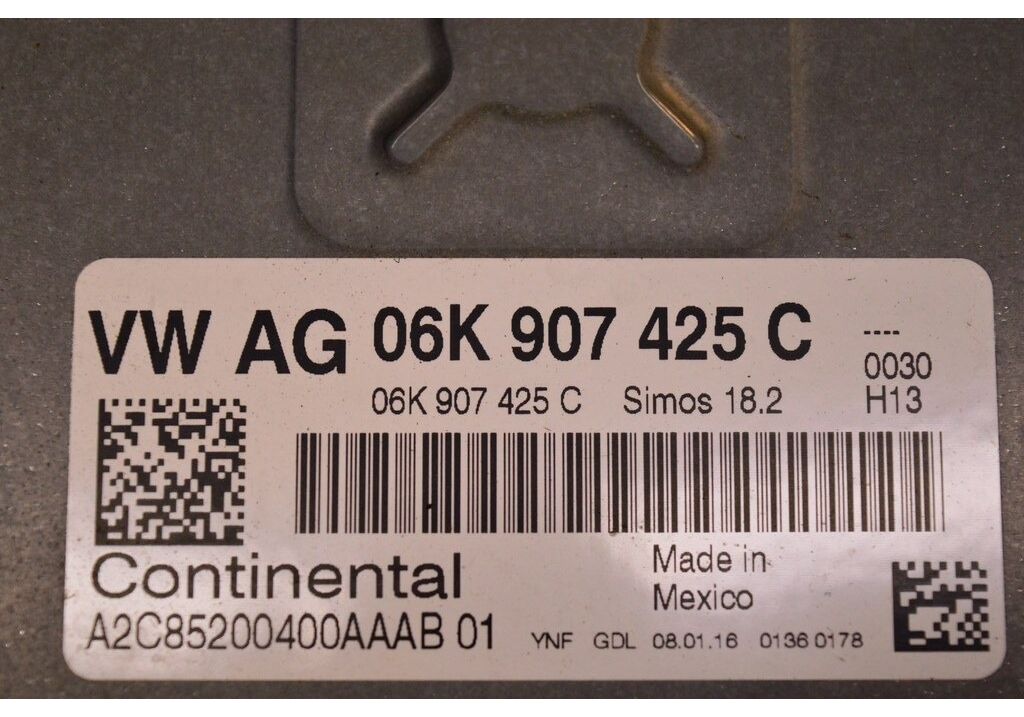 VW AG 06K 907 425 C ----
0030
06K 907 425 C Simos 18.2 H13
Continental
Made in
Mexico
A2C85200400AAAB 01 YNF GDL 08.01.16 0136 0178